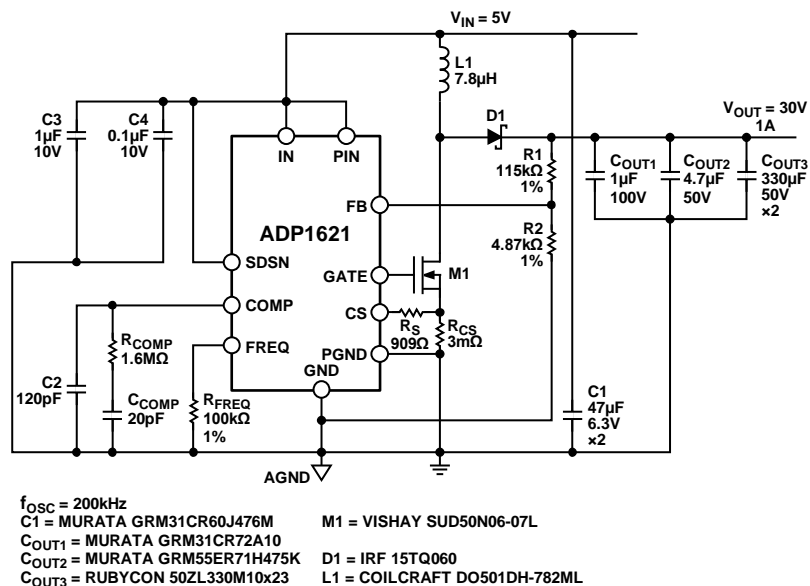 VIN = 5V
L1
7.8µH
C3
1µF
10V
C4
0.1µF
10V
D1
VOUT = 30V
1A
IN
PIN
R1
115kΩ
1%
COUT1
1µF
100V
COUT2
4.7µF
50V
COUT3
330µF
50V
×2
FB
ADP1621
R2
4.87kΩ
1%
SDSN
GATE
M1
COMP
CS
RS
909Ω
RCS
3mΩ
FREQ
PGND
GND
RCOMP
1.6MΩ
C2
120pF
CCOMP
20pF
RFREQ
100kΩ
1%
C1
47µF
6.3V
×2
AGND
fOSC = 200kHz
C1 = MURATA GRM31CR60J476M M1 = VISHAY SUD50N06-07L
COUT1 = MURATA GRM31CR72A10
COUT2 = MURATA GRM55ER71H475K D1 = IRF 15TQ060
COUT3 = RUBYCON 50ZL330M10x23 L1 = COILCRAFT DO501DH-782ML